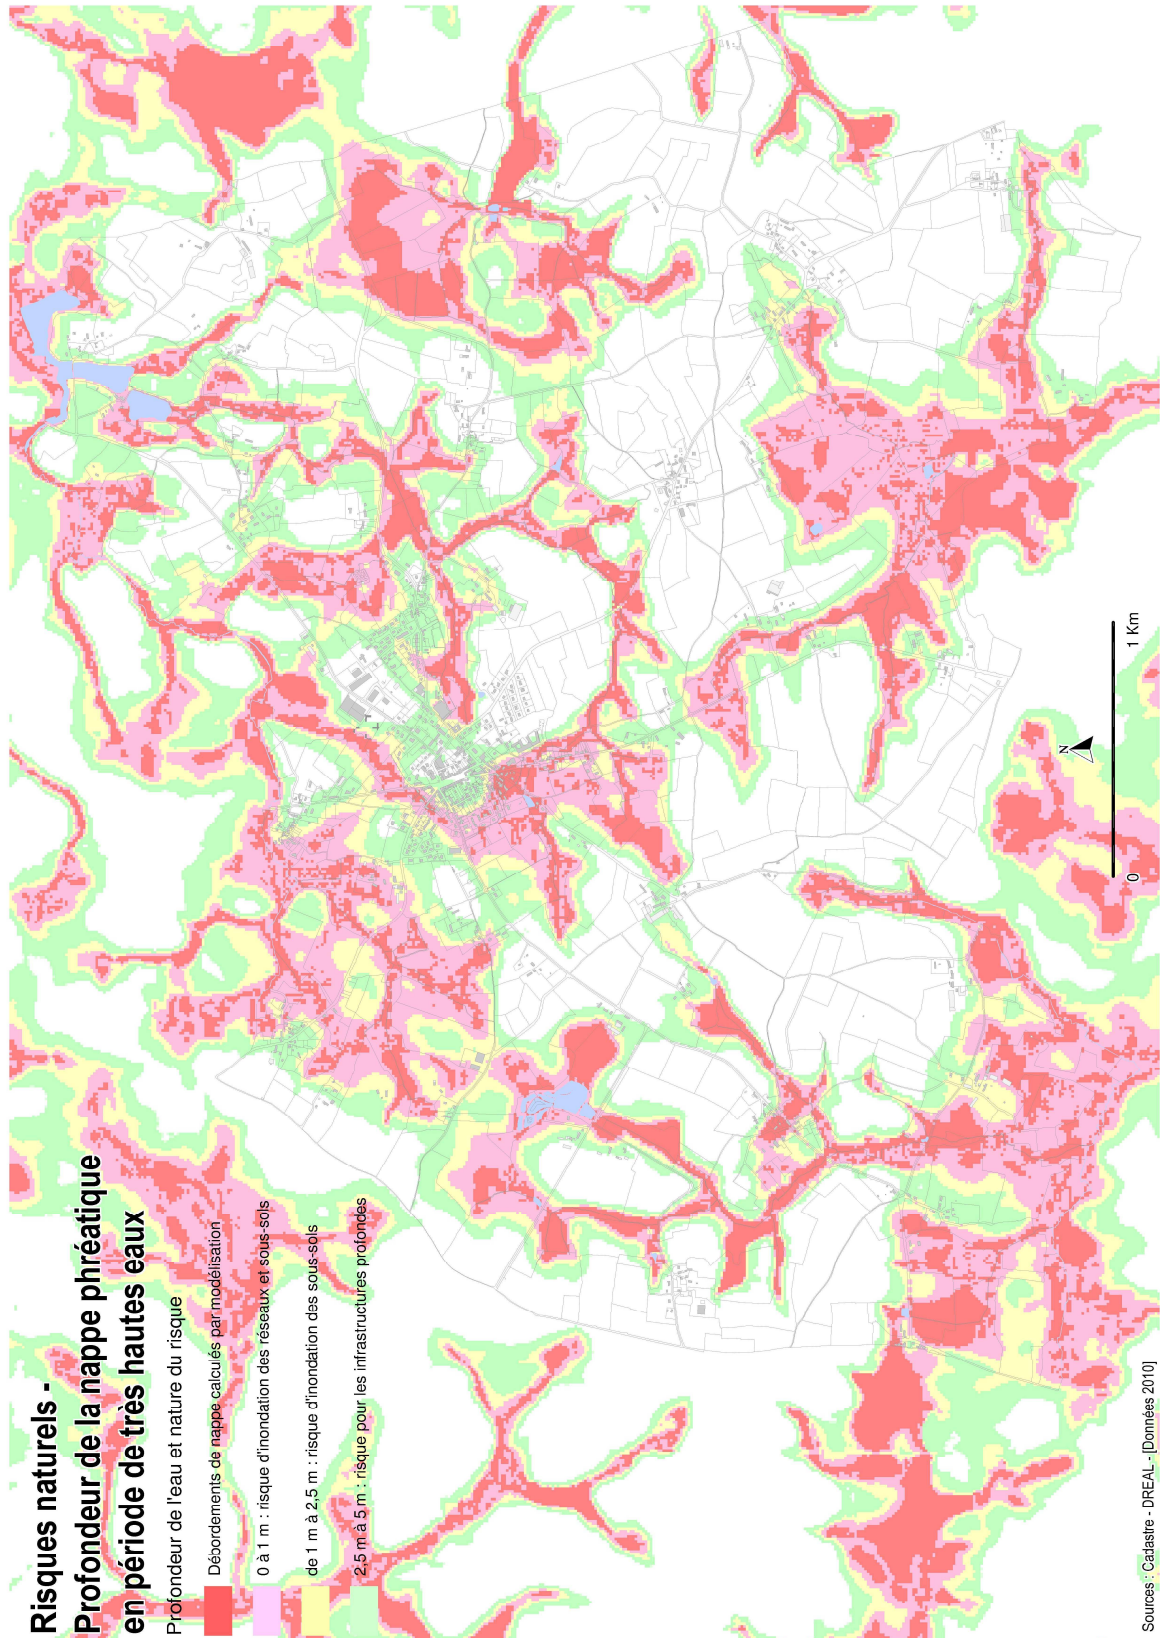 Risques naturels -
Profondeur de la nappe phréatique
en période de très hautes eaux
Profondeur de l'eau et nature du risque
Débordements de nappe calculés par modélisation
0 à 1 m : risque d'inondation des réseaux et sous-sols
de 1 m à 2,5 m : risque d'inondation des sous-sols
2,5 m à 5 m : risque pour les infrastructures profondes
N
0
1 Km
Sources : Cadastre - DREAL - [Données 2010]